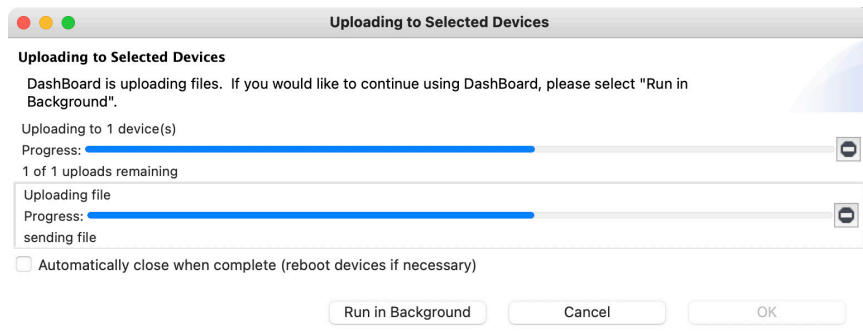 Uploading to Selected Devices
Uploading to Selected Devices
DashBoard is uploading files.  If you would like to continue using DashBoard, please select "Run in
Background".
Uploading to 1 device(s)
Progress:
1 of 1 uploads remaining
Uploading file
Progress:
sending file
Automatically close when complete (reboot devices if necessary)
Run in Background Cancel OK